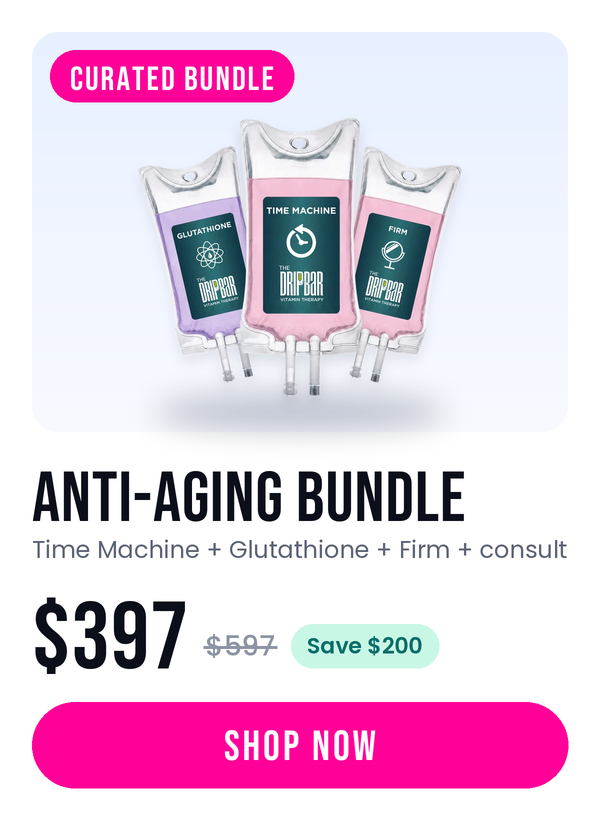 CURATED BUNDLE
GLUTATHIONE
THE
DRIPBAR
VITAMIN THERAPY
TIME MACHINE
THE
DRIPBAR
VITAMIN THERAPY
FIRM
THE
DRIPBAR
VITAMIN THERAPY
ANTI-AGING BUNDLE
Time Machine + Glutathione + Firm + consult
$397 $597 Save $200
SHOP NOW